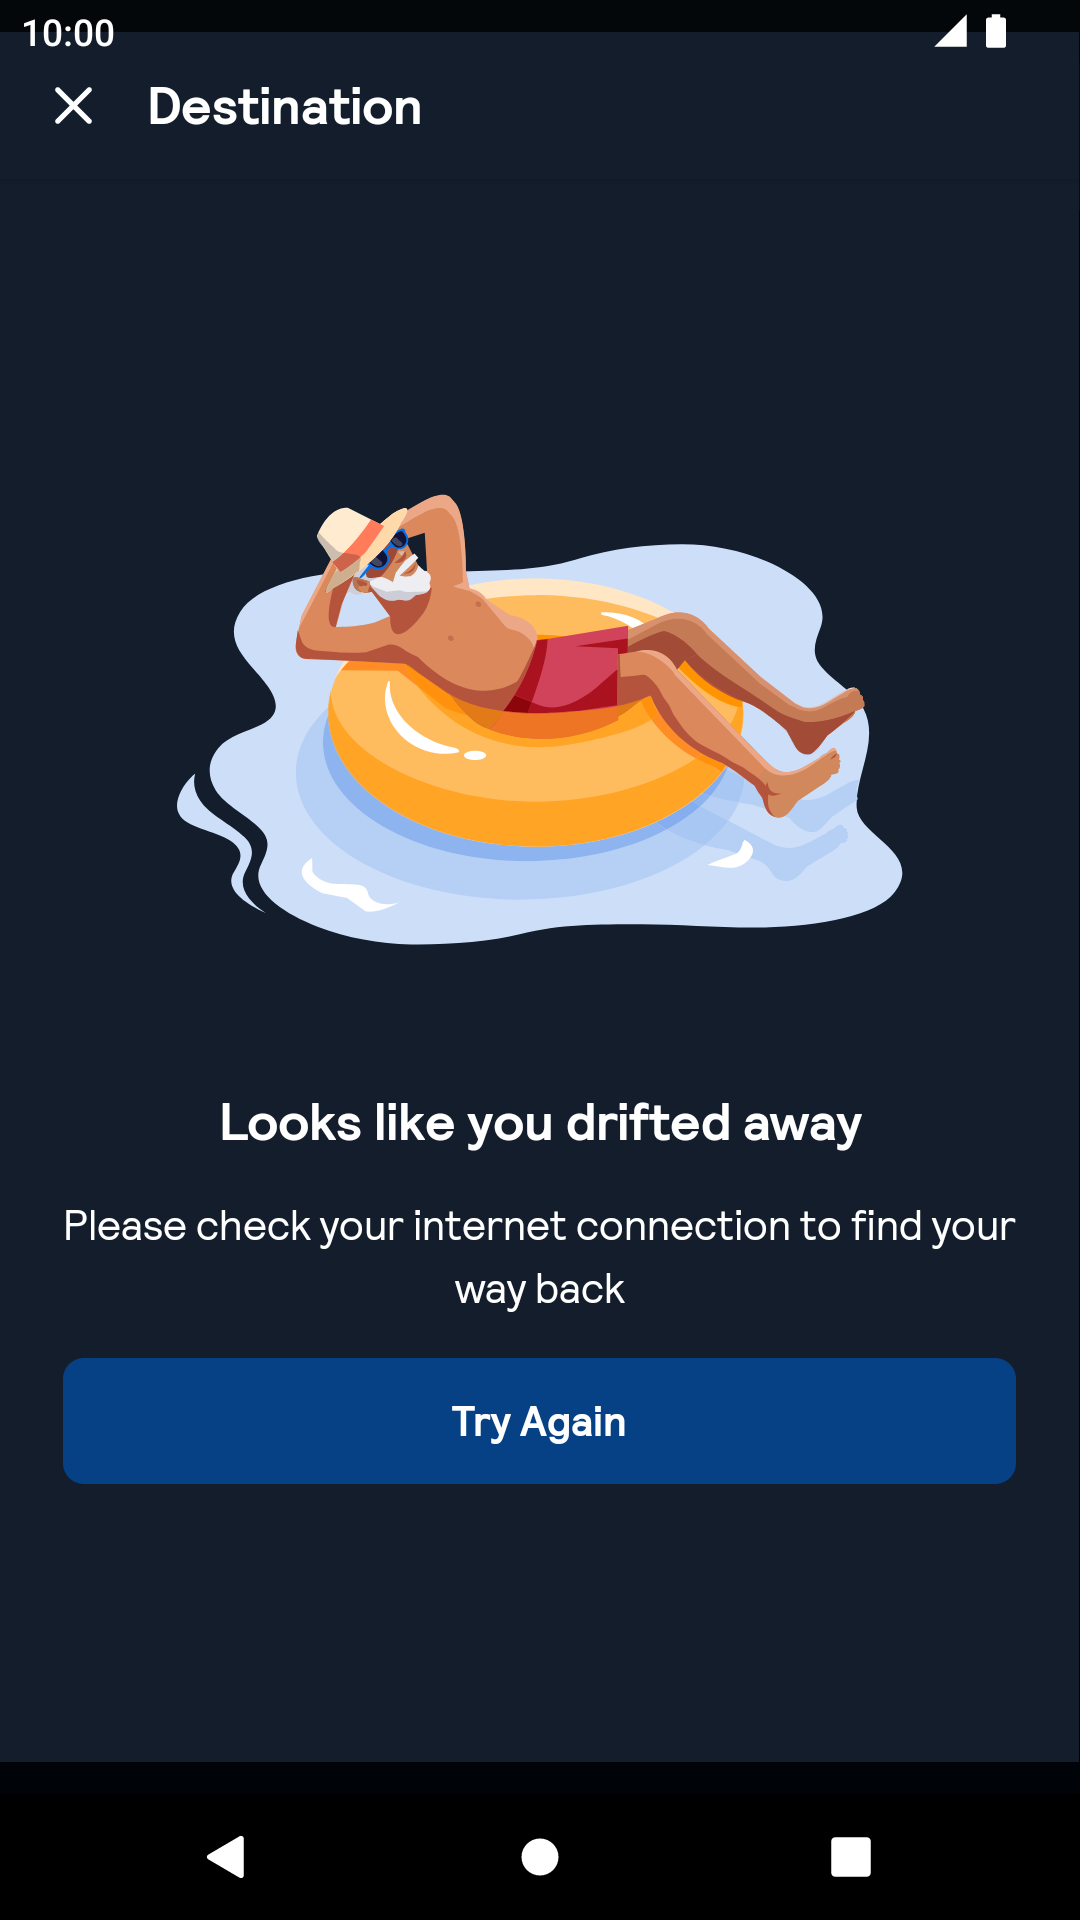 10:00
Destination
Looks like you drifted away
Please check your internet connection to find your
way back
Try Again